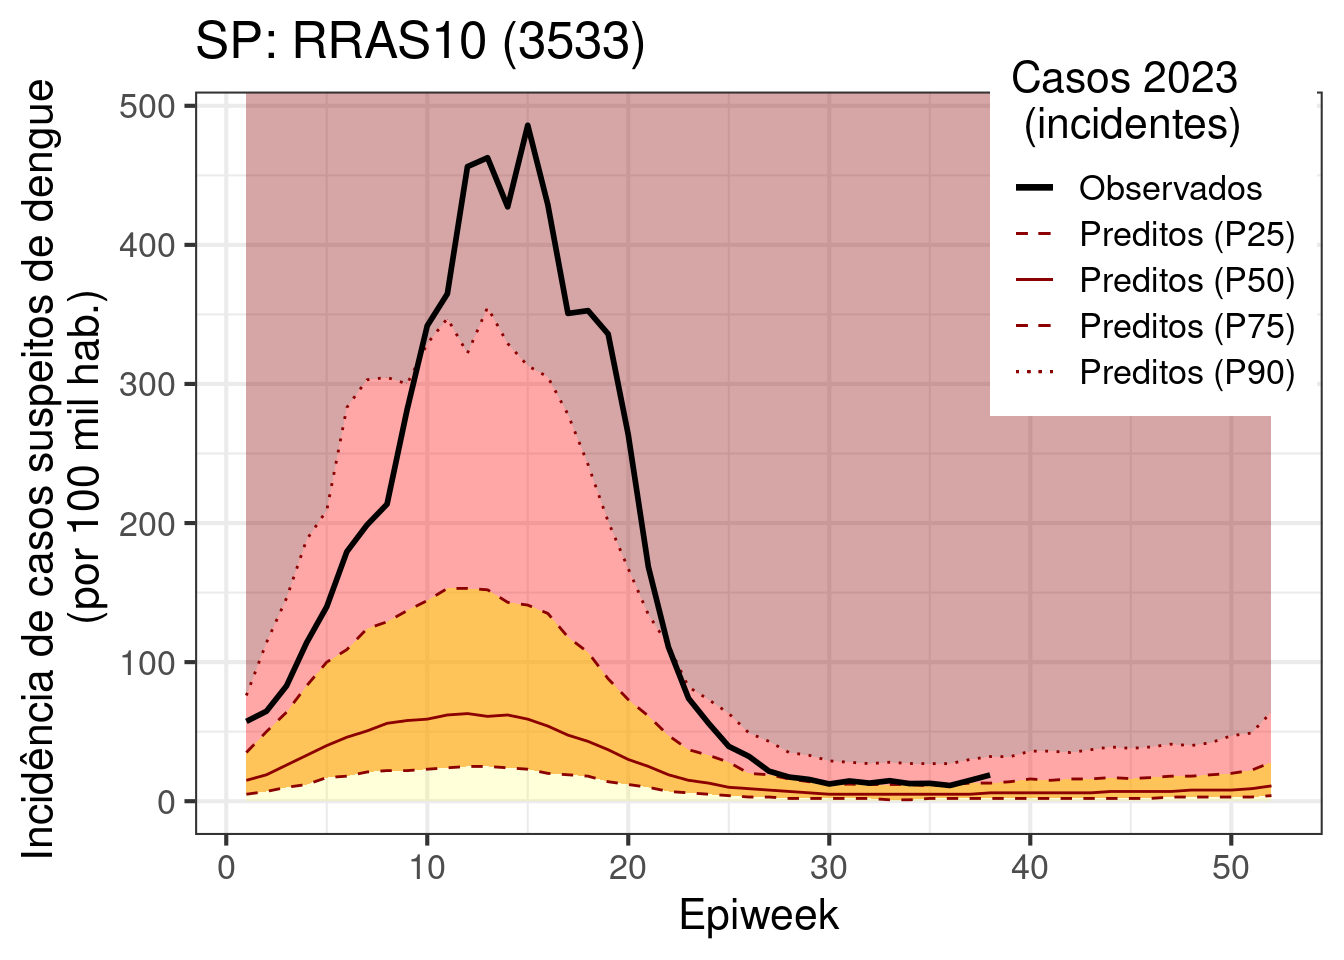 SP: RRAS10 (3533)
Incidência de casos suspeitos de dengue
(por 100 mil hab.)
500
400
300
200
100
0
0 10 20 30 40 50
Epiweek
Casos 2023
(incidentes)
Observados
Preditos (P25)
Preditos (P50)
Preditos (P75)
Preditos (P90)